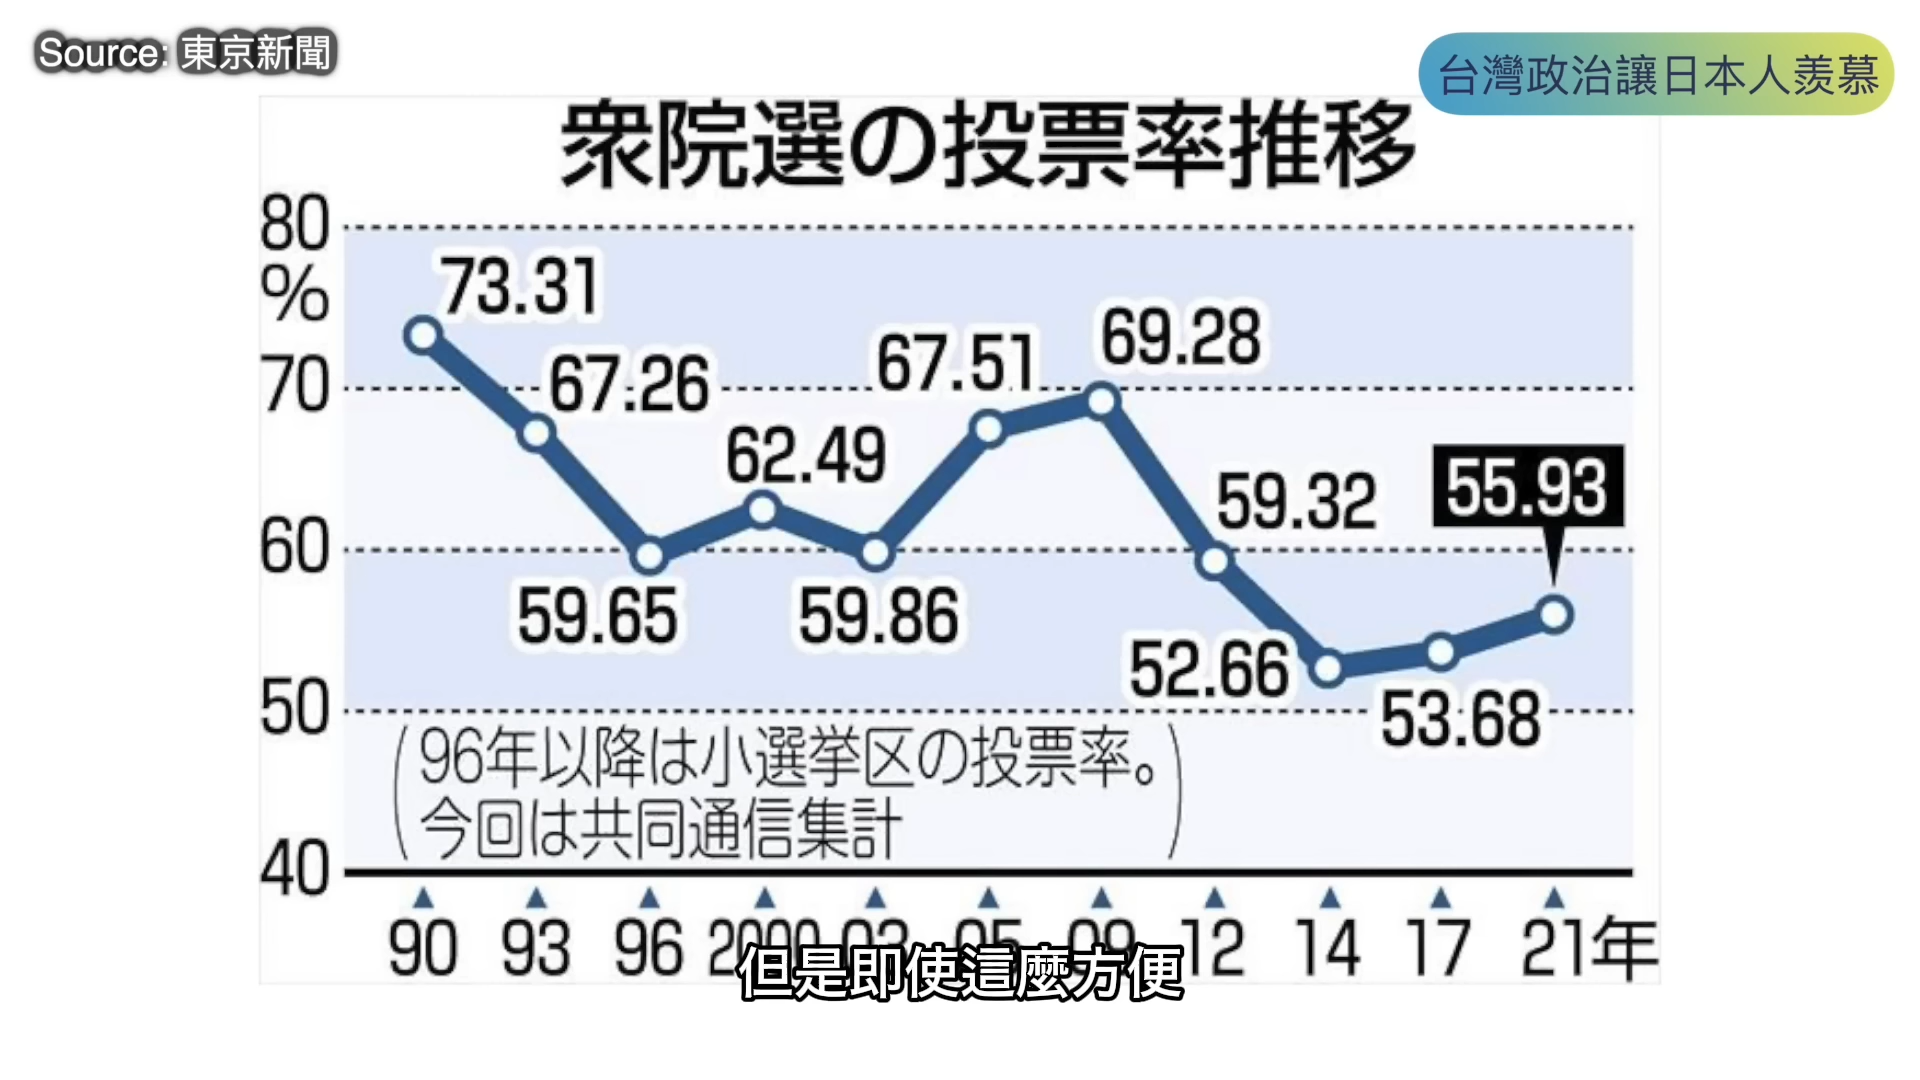 Source: 東京新聞
台灣政治讓日本人羨慕
衆院選の投票率推移
80
%
70
60
50
40
73.31
67.26
59.65
62.49
59.86
67.51
69.28
59.32
52.66
53.68
55.93
(96年以降は小選挙区の投票率。
今回は共同通信集計)
90 93 96 2000 03 05 09 12 14 17 21年
但是即使這麼方便